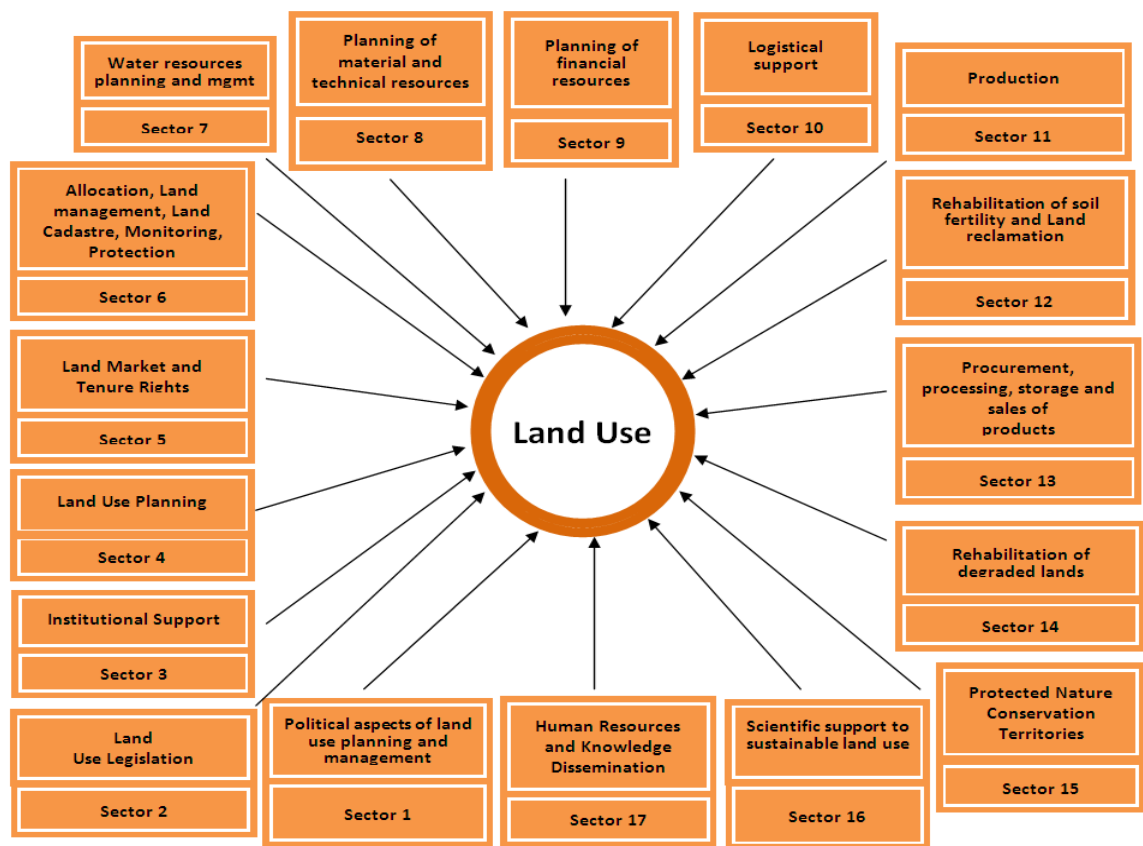 Water resources
planning and mgmt
Sector 7
Planning of
material and
technical resources
Sector 8
Planning of
financial
resources
Sector 9
Logistical
support
Sector 10
Production
Sector 11
Allocation, Land
management, Land
Cadastre, Monitoring,
Protection
Sector 6
Rehabilitation of soil
fertility and Land
reclamation
Sector 12
Land Market and
Tenure Rights
Sector 5
Procurement,
processing, storage and
sales of
products
Sector 13
Land Use
Land Use Planning
Sector 4
Rehabilitation of
degraded lands
Sector 14
Institutional Support
Sector 3
Protected Nature
Conservation
Territories
Sector 15
Land
Use Legislation
Sector 2
Political aspects of land
use planning and
management
Sector 1
Human Resources
and Knowledge
Dissemination
Sector 17
Scientific support to
sustainable land use
Sector 16